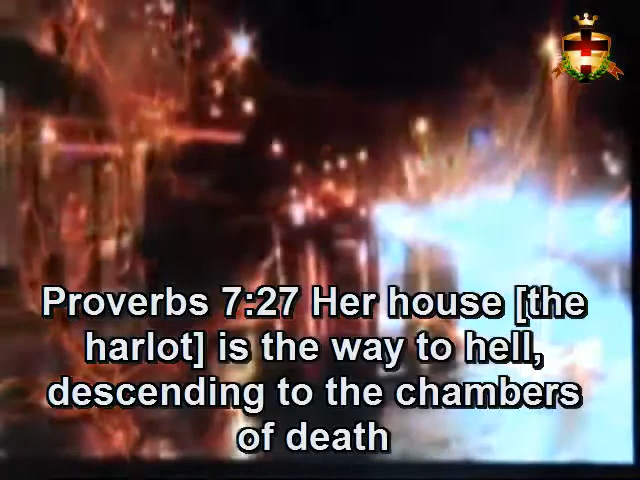 Proverbs 7:27 Her house [the
harlot] is the way to hell,
descending to the chambers
of death